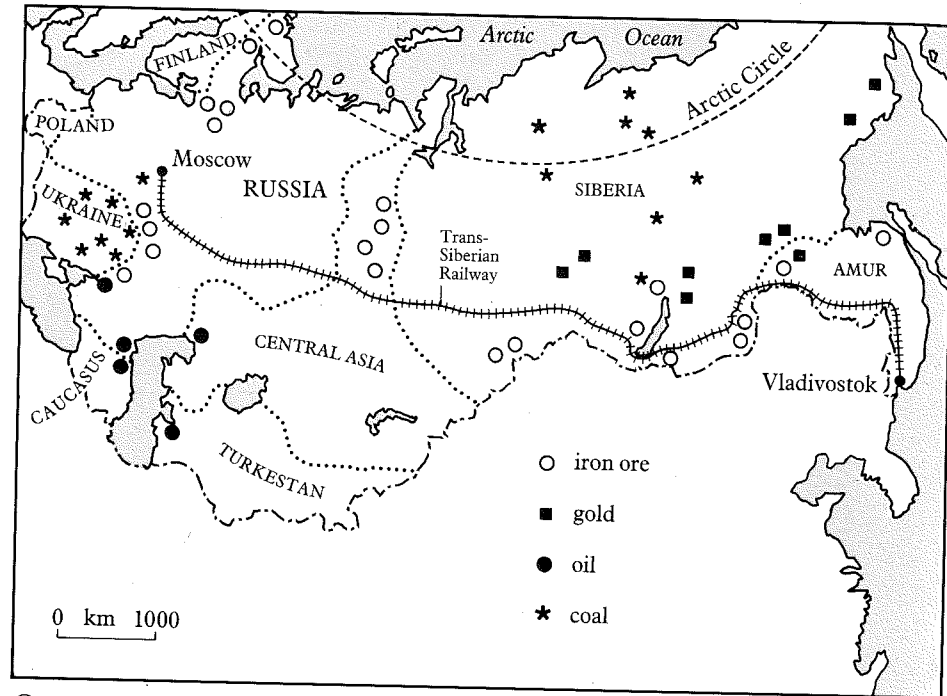 Arctic Ocean
FINLAND
Arctic Circle
POLAND
Moscow
RUSSIA
SIBERIA
UKRAINE
Trans-
Siberian
Railway
AMUR
CENTRAL ASIA
CAUCASUS
Vladivostok
TURKESTAN
iron ore
gold
oil
coal
0 km 1000